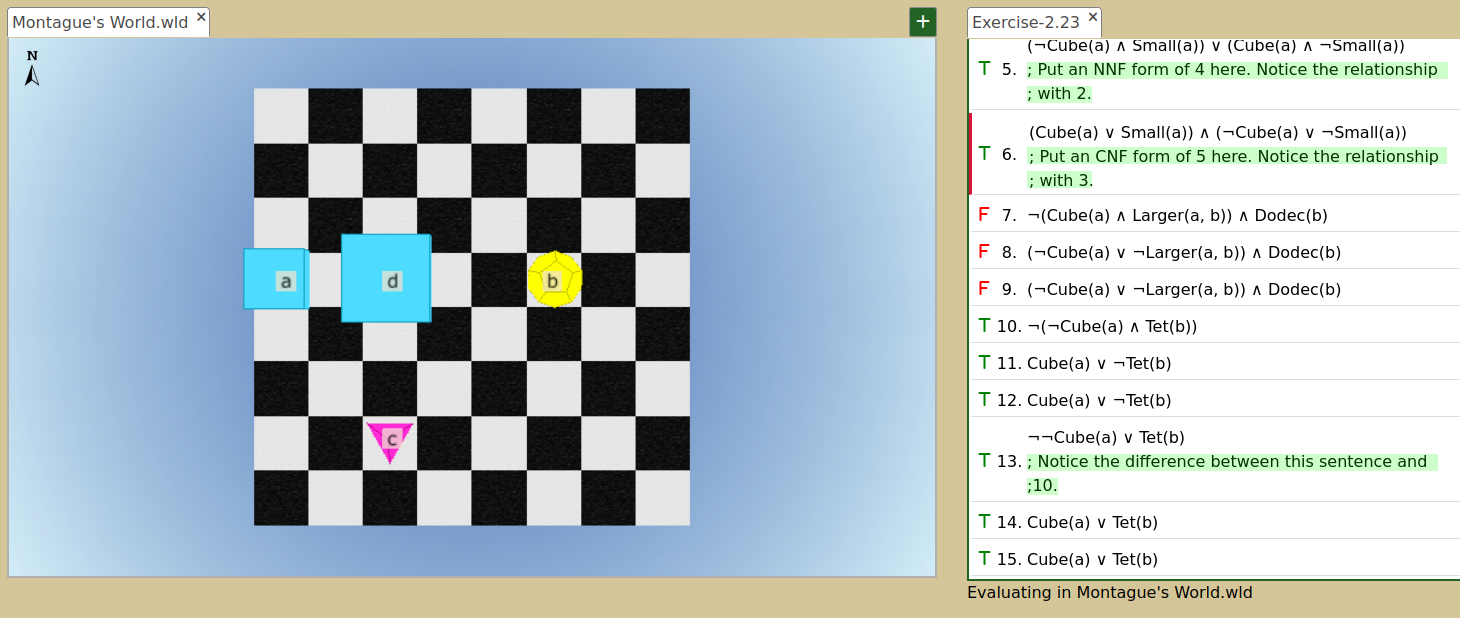 Montague's World.wld ×
+
Exercise-2.23 ×
N
a
d
b
c
(¬Cube(a) ∧ Small(a)) ∨ (Cube(a) ∧ ¬Small(a))
T 5. ; Put an NNF form of 4 here. Notice the relationship
; with 2.
(Cube(a) ∨ Small(a)) ∧ (¬Cube(a) ∨ ¬Small(a))
T 6. ; Put an CNF form of 5 here. Notice the relationship
; with 3.
F 7. ¬(Cube(a) ∧ Larger(a, b)) ∧ Dodec(b)
F 8. (¬Cube(a) ∨ ¬Larger(a, b)) ∧ Dodec(b)
F 9. (¬Cube(a) ∨ ¬Larger(a, b)) ∧ Dodec(b)
T 10. ¬(¬Cube(a) ∧ Tet(b))
T 11. Cube(a) ∨ ¬Tet(b)
T 12. Cube(a) ∨ ¬Tet(b)
¬¬Cube(a) ∨ Tet(b)
T 13. ; Notice the difference between this sentence and
;10.
T 14. Cube(a) ∨ Tet(b)
T 15. Cube(a) ∨ Tet(b)
Evaluating in Montague's World.wld